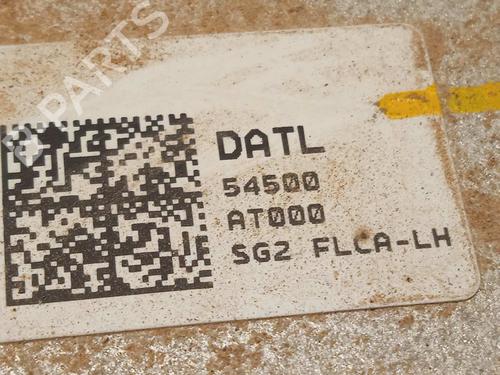 PARTS
DATL
54500
AT000
SG2 FLCA-LH